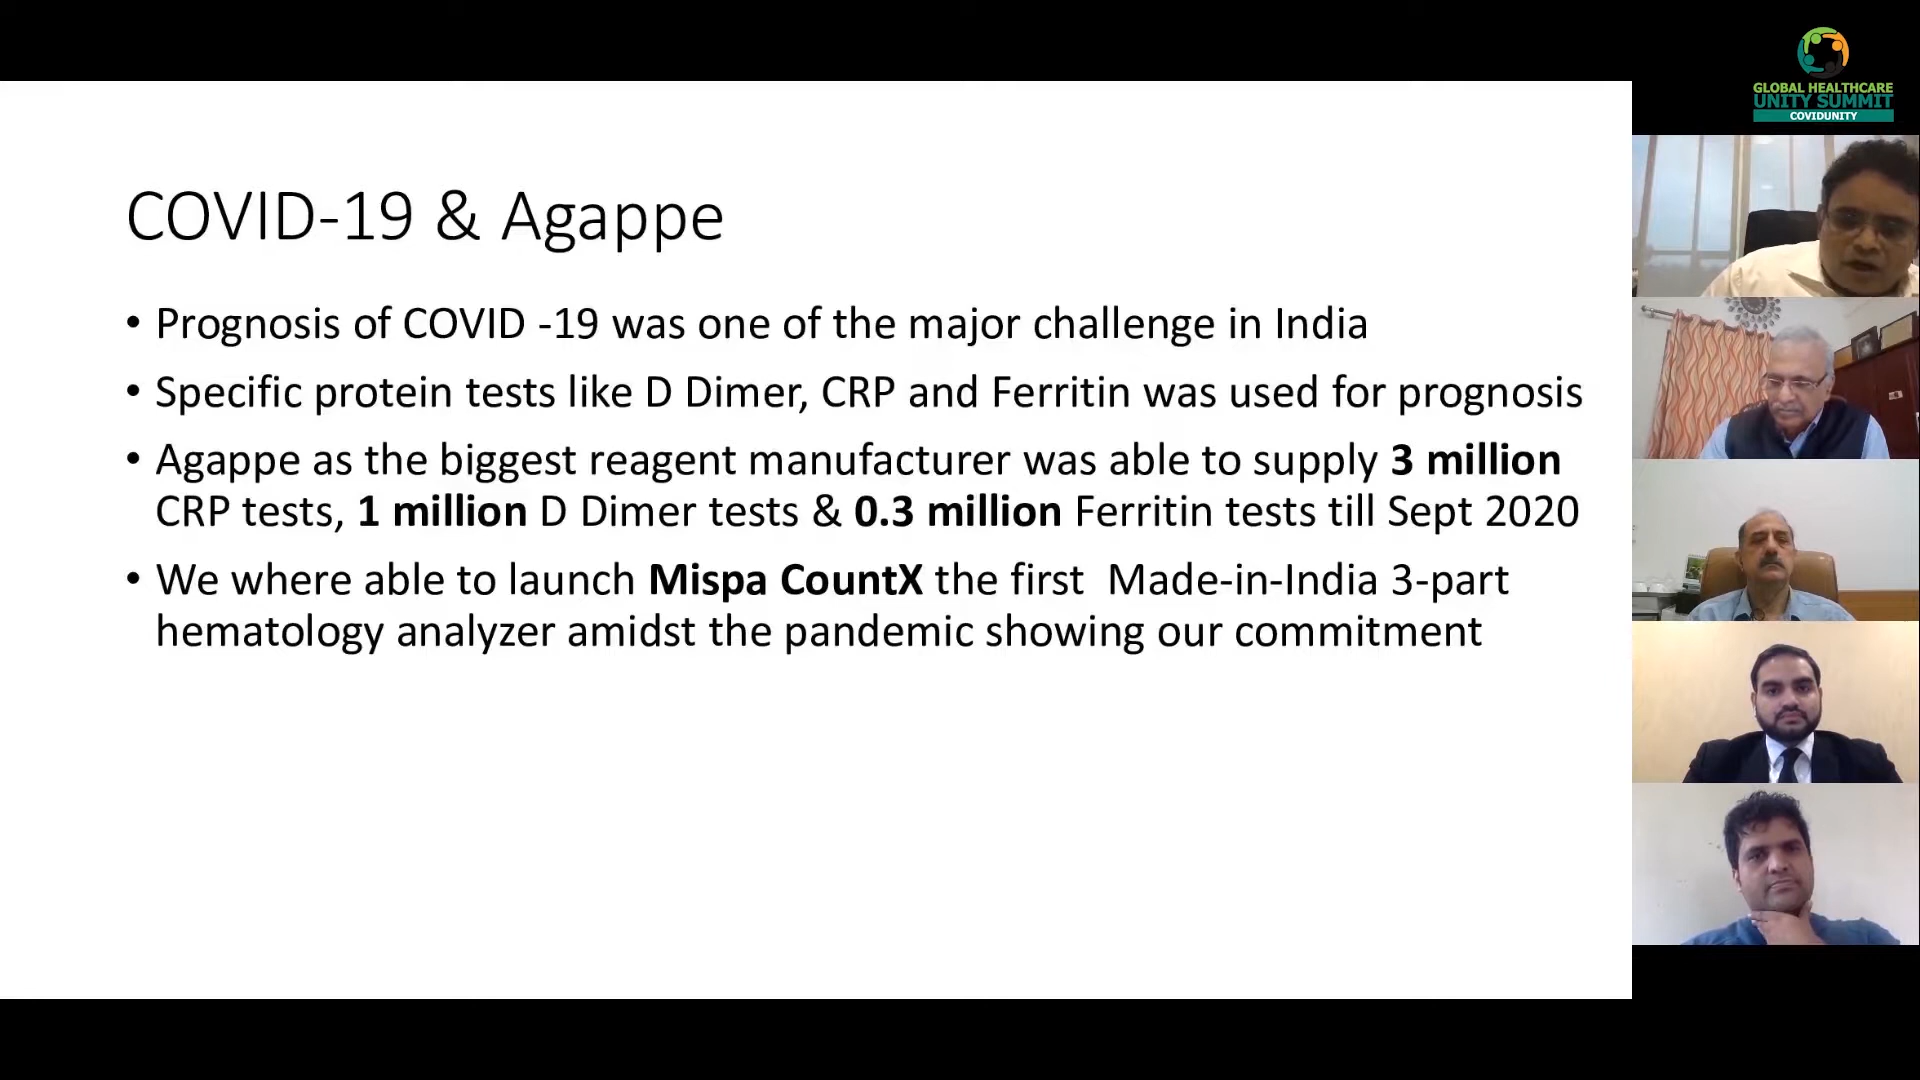 GLOBAL HEALTHCARE
UNITY SUMMIT
COVIDUNITY
COVID-19 & Agappe
• Prognosis of COVID -19 was one of the major challenge in India
• Specific protein tests like D Dimer, CRP and Ferritin was used for prognosis
• Agappe as the biggest reagent manufacturer was able to supply 3 million
CRP tests, 1 million D Dimer tests & 0.3 million Ferritin tests till Sept 2020
• We where able to launch Mispa CountX the first  Made-in-India 3-part
hematology analyzer amidst the pandemic showing our commitment